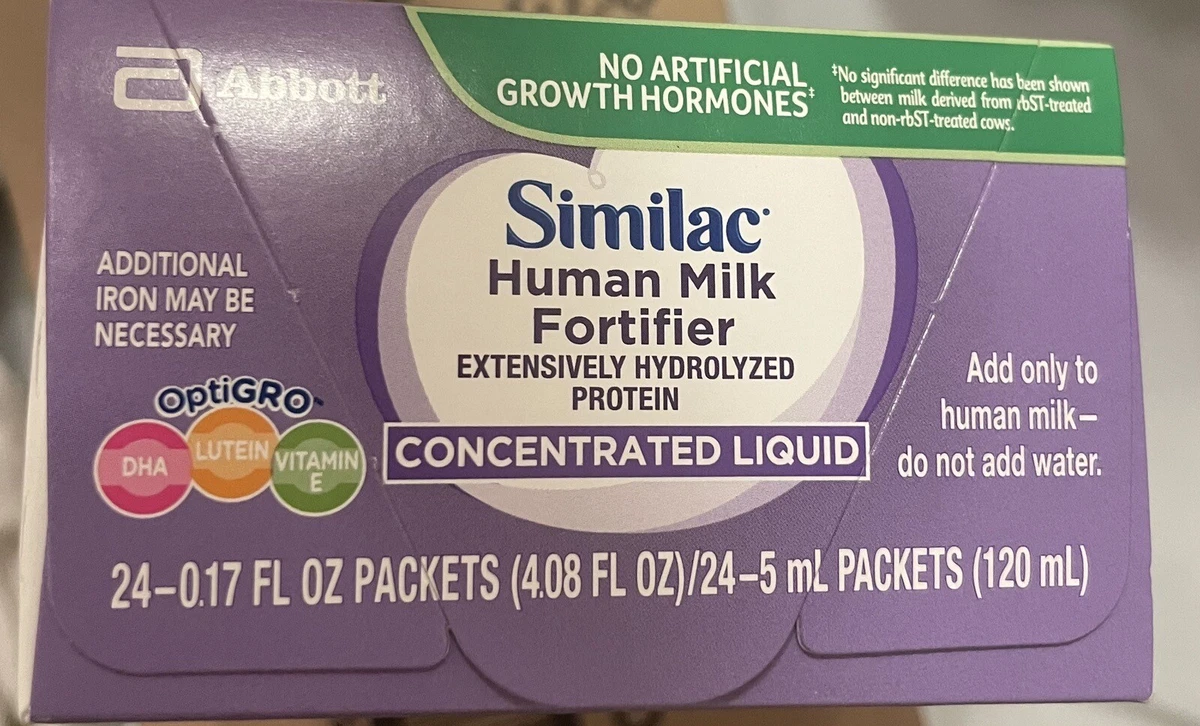 Abbott
NO ARTIFICIAL
GROWTH HORMONES‡
‡No significant difference has been shown
between milk derived from rbST-treated
and non-rbST-treated cows.
Similac
Human Milk
Fortifier
EXTENSIVELY HYDROLYZED
PROTEIN
CONCENTRATED LIQUID
ADDITIONAL
IRON MAY BE
NECESSARY
OptiGRO™
DHA
LUTEIN
VITAMIN
E
Add only to
human milk—
do not add water.
24–0.17 FL OZ PACKETS (4.08 FL OZ)/24–5 mL PACKETS (120 mL)